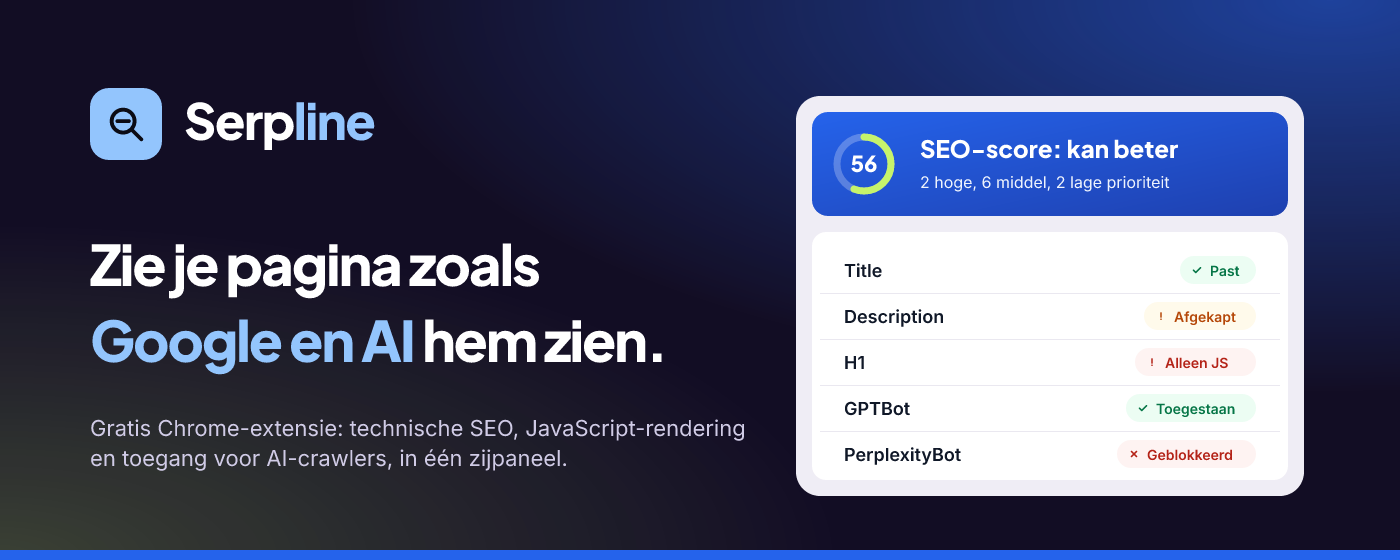 Serpline
Zie je pagina zoals
Google en AI hem zien.
Gratis Chrome-extensie: technische SEO, JavaScript-rendering
en toegang voor AI-crawlers, in één zijpaneel.
56
SEO-score: kan beter
2 hoge, 6 middel, 2 lage prioriteit
Title ✓ Past
Description ! Afgekapt
H1 ! Alleen JS
GPTBot ✓ Toegestaan
PerplexityBot × Geblokkeerd